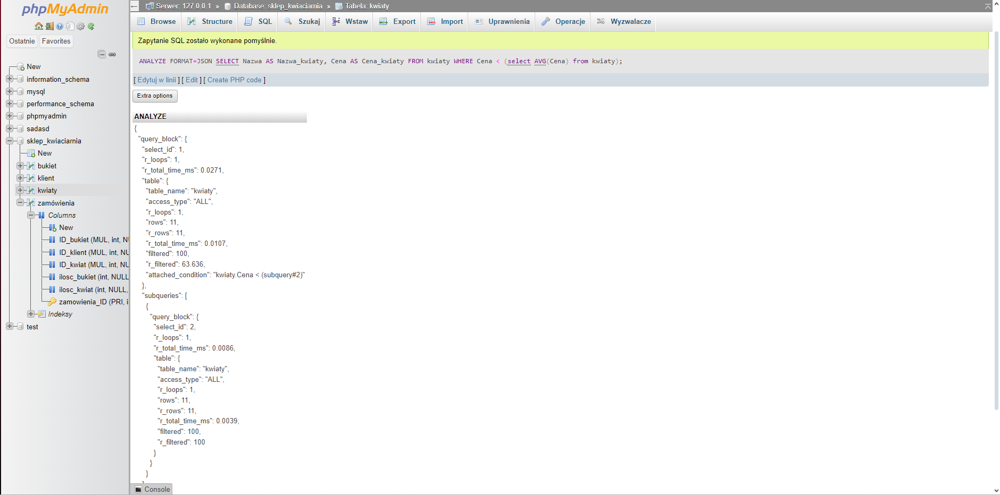 phpMyAdmin
Ostatnie Favorites
New
information_schema
mysql
performance_schema
phpmyadmin
sadasd
sklep_kwiaciarnia
New
bukiet
klient
kwiaty
zamówienia
Columns
New
ID_bukiet (MUL, int, NU
ID_klient (MUL, int, NU
ID_kwiat (MUL, int, NU
ilosc_bukiet (int, NULL
ilosc_kwiat (int, NULL,
zamowienia_ID (PRI, i
Indeksy
test
Serwer: 127.0.0.1 » Database: sklep_kwiaciarnia » Tabela: kwiaty
Browse Structure SQL Szukaj Wstaw Export Import Uprawnienia Operacje Wyzwalacze
Zapytanie SQL zostało wykonane pomyślnie.
ANALYZE FORMAT=JSON SELECT Nazwa AS Nazwa_kwiaty, Cena AS Cena_kwiaty FROM kwiaty WHERE Cena < (select AVG(Cena) from kwiaty);
[ Edytuj w linii ] [ Edit ] [ Create PHP code ]
Extra options
ANALYZE
{
"query_block": {
"select_id": 1,
"r_loops": 1,
"r_total_time_ms": 0.0271,
"table": {
"table_name": "kwiaty",
"access_type": "ALL",
"r_loops": 1,
"rows": 11,
"r_rows": 11,
"r_total_time_ms": 0.0107,
"filtered": 100,
"r_filtered": 63.636,
"attached_condition": "kwiaty.Cena < (subquery#2)"
},
"subqueries": [
{
"query_block": {
"select_id": 2,
"r_loops": 1,
"r_total_time_ms": 0.0086,
"table": {
"table_name": "kwiaty",
"access_type": "ALL",
"r_loops": 1,
"rows": 11,
"r_rows": 11,
"r_total_time_ms": 0.0039,
"filtered": 100,
"r_filtered": 100
}
}
}
]
Console